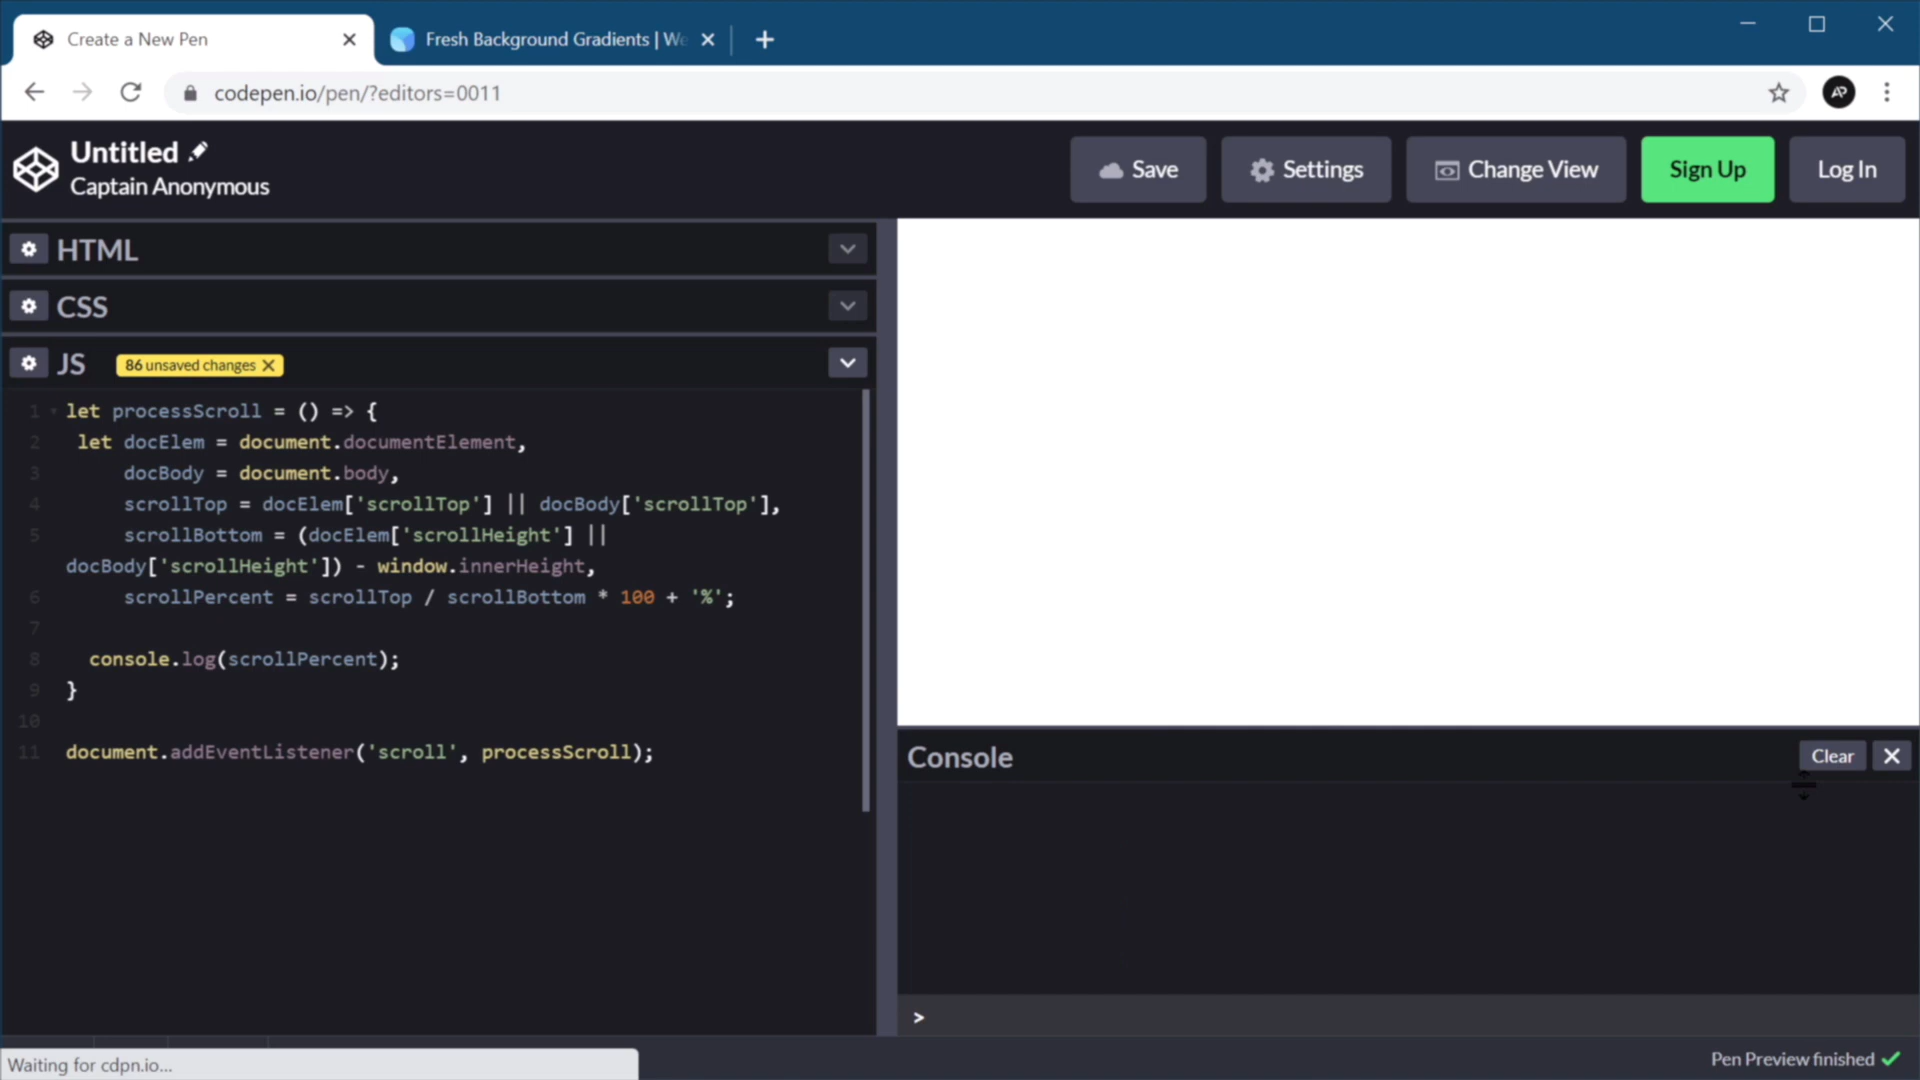 Create a New Pen
Fresh Background Gradients | We
codepen.io/pen/?editors=0011
AP
Untitled
Captain Anonymous
Save
Settings
Change View
Sign Up
Log In
HTML
CSS
JS
86 unsaved changes
1 let processScroll = () => {
2 let docElem = document.documentElement,
3 docBody = document.body,
4 scrollTop = docElem['scrollTop'] || docBody['scrollTop'],
5 scrollBottom = (docElem['scrollHeight'] ||
docBody['scrollHeight']) - window.innerHeight,
6 scrollPercent = scrollTop / scrollBottom * 100 + '%';
7
8 console.log(scrollPercent);
9 }
10
11 document.addEventListener('scroll', processScroll);
Console
Clear
>
Waiting for cdpn.io...
Pen Preview finished